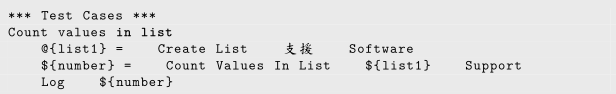 *** Test Cases ***
Count values in list
    @{list1} =    Create List    支援    Software
    ${number} =    Count Values In List    ${list1}    Support
    Log    ${number}